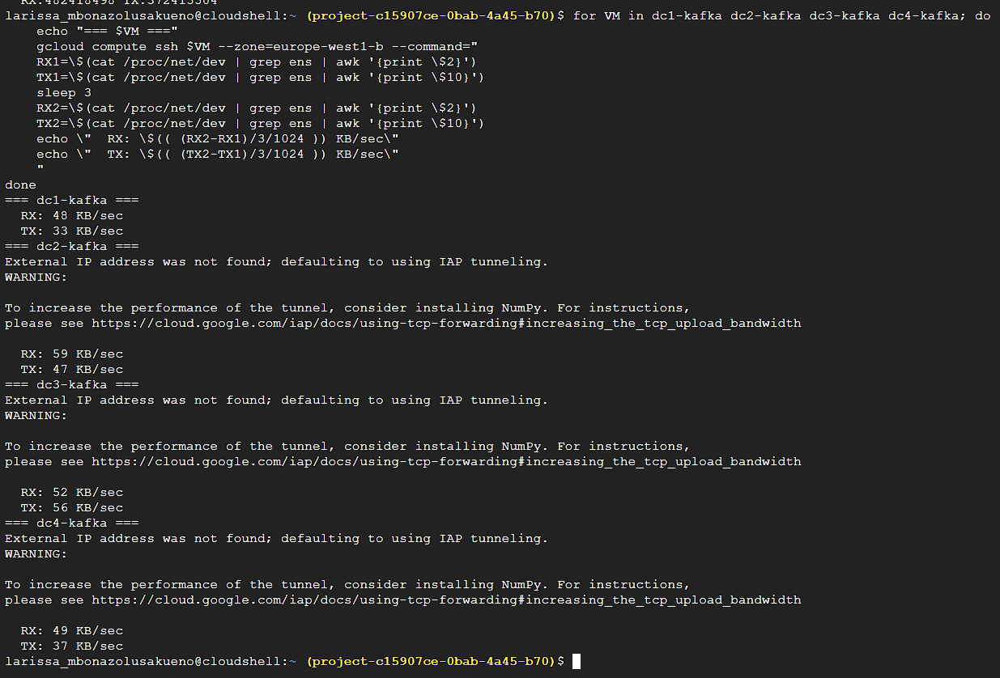 RX:482418498 TX:372415504
larissa_mbonazolusakueno@cloudshell:~ (project-c15907ce-0bab-4a45-b70)$ for VM in dc1-kafka dc2-kafka dc3-kafka dc4-kafka; do
    echo "=== $VM ==="
    gcloud compute ssh $VM --zone=europe-west1-b --command="
    RX1=\$(cat /proc/net/dev | grep ens | awk '{print \$2}')
    TX1=\$(cat /proc/net/dev | grep ens | awk '{print \$10}')
    sleep 3
    RX2=\$(cat /proc/net/dev | grep ens | awk '{print \$2}')
    TX2=\$(cat /proc/net/dev | grep ens | awk '{print \$10}')
    echo \"  RX: \$(( (RX2-RX1)/3/1024 )) KB/sec\"
    echo \"  TX: \$(( (TX2-TX1)/3/1024 )) KB/sec\"
    "
done
=== dc1-kafka ===
  RX: 48 KB/sec
  TX: 33 KB/sec
=== dc2-kafka ===
External IP address was not found; defaulting to using IAP tunneling.
WARNING:

To increase the performance of the tunnel, consider installing NumPy. For instructions,
please see https://cloud.google.com/iap/docs/using-tcp-forwarding#increasing_the_tcp_upload_bandwidth

  RX: 59 KB/sec
  TX: 47 KB/sec
=== dc3-kafka ===
External IP address was not found; defaulting to using IAP tunneling.
WARNING:

To increase the performance of the tunnel, consider installing NumPy. For instructions,
please see https://cloud.google.com/iap/docs/using-tcp-forwarding#increasing_the_tcp_upload_bandwidth

  RX: 52 KB/sec
  TX: 56 KB/sec
=== dc4-kafka ===
External IP address was not found; defaulting to using IAP tunneling.
WARNING:

To increase the performance of the tunnel, consider installing NumPy. For instructions,
please see https://cloud.google.com/iap/docs/using-tcp-forwarding#increasing_the_tcp_upload_bandwidth

  RX: 49 KB/sec
  TX: 37 KB/sec
larissa_mbonazolusakueno@cloudshell:~ (project-c15907ce-0bab-4a45-b70)$